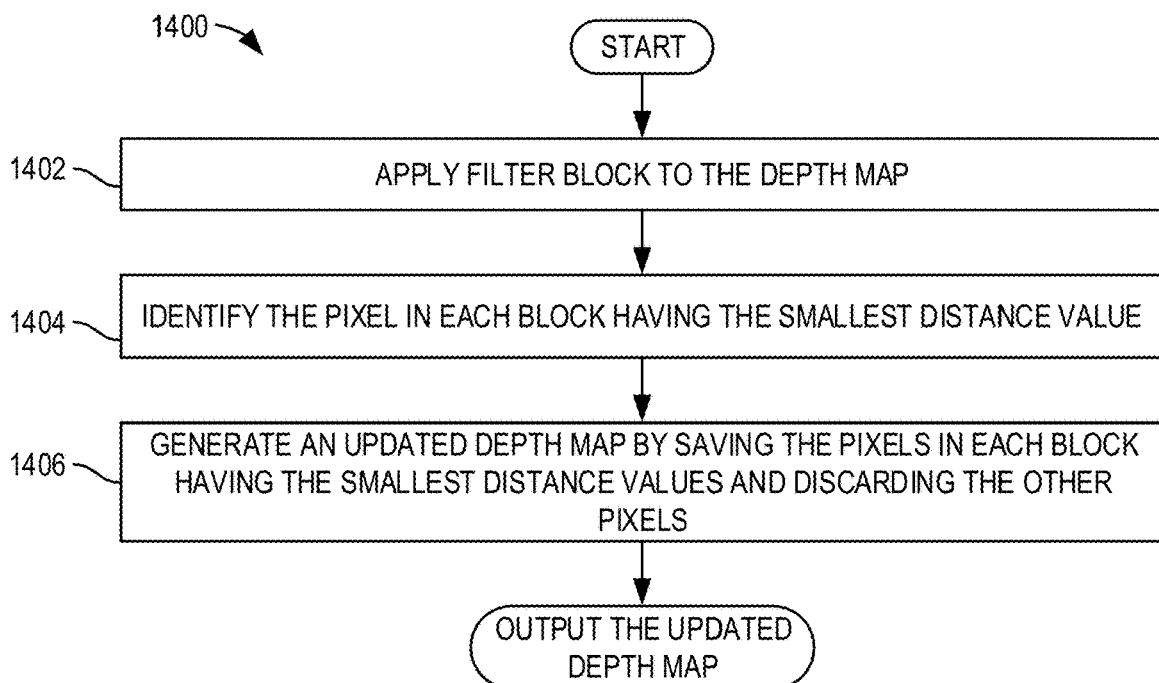 1400
START
1402
APPLY FILTER BLOCK TO THE DEPTH MAP
1404
IDENTIFY THE PIXEL IN EACH BLOCK HAVING THE SMALLEST DISTANCE VALUE
1406
GENERATE AN UPDATED DEPTH MAP BY SAVING THE PIXELS IN EACH BLOCK
HAVING THE SMALLEST DISTANCE VALUES AND DISCARDING THE OTHER
PIXELS
OUTPUT THE UPDATED
DEPTH MAP